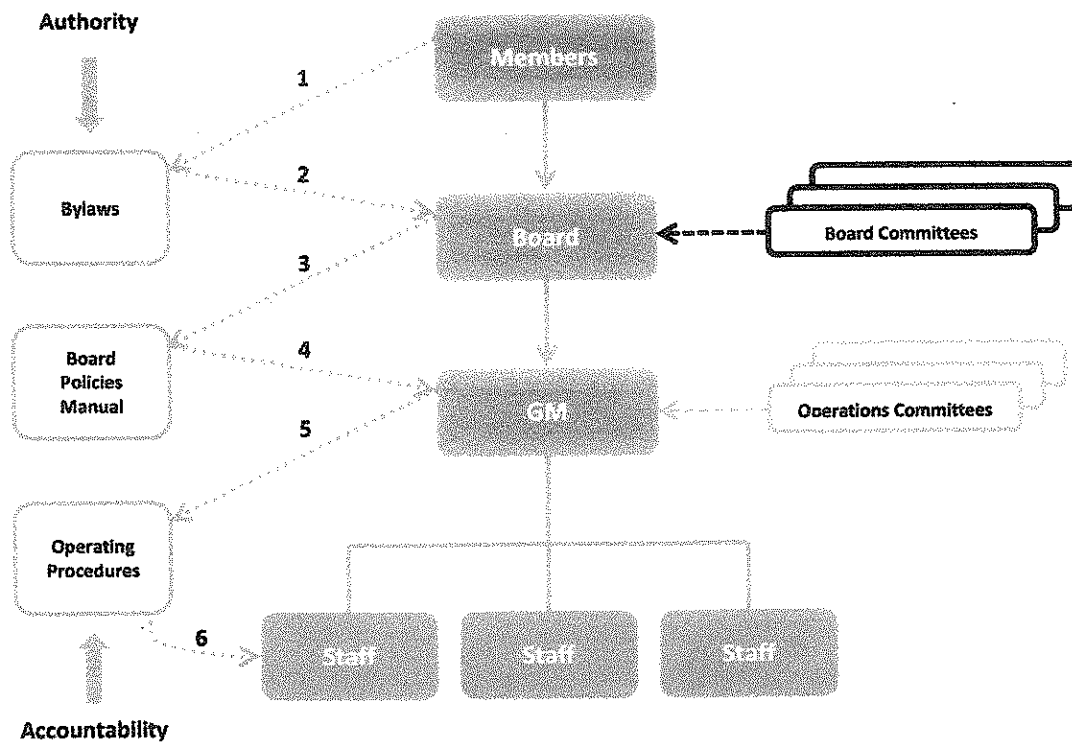 Authority
Members
1
2
Bylaws
Board
Board Committees
3
4
Board
Policies
Manual
GM
Operations Committees
5
Operating
Procedures
6
Staff
Staff
Staff
Accountability